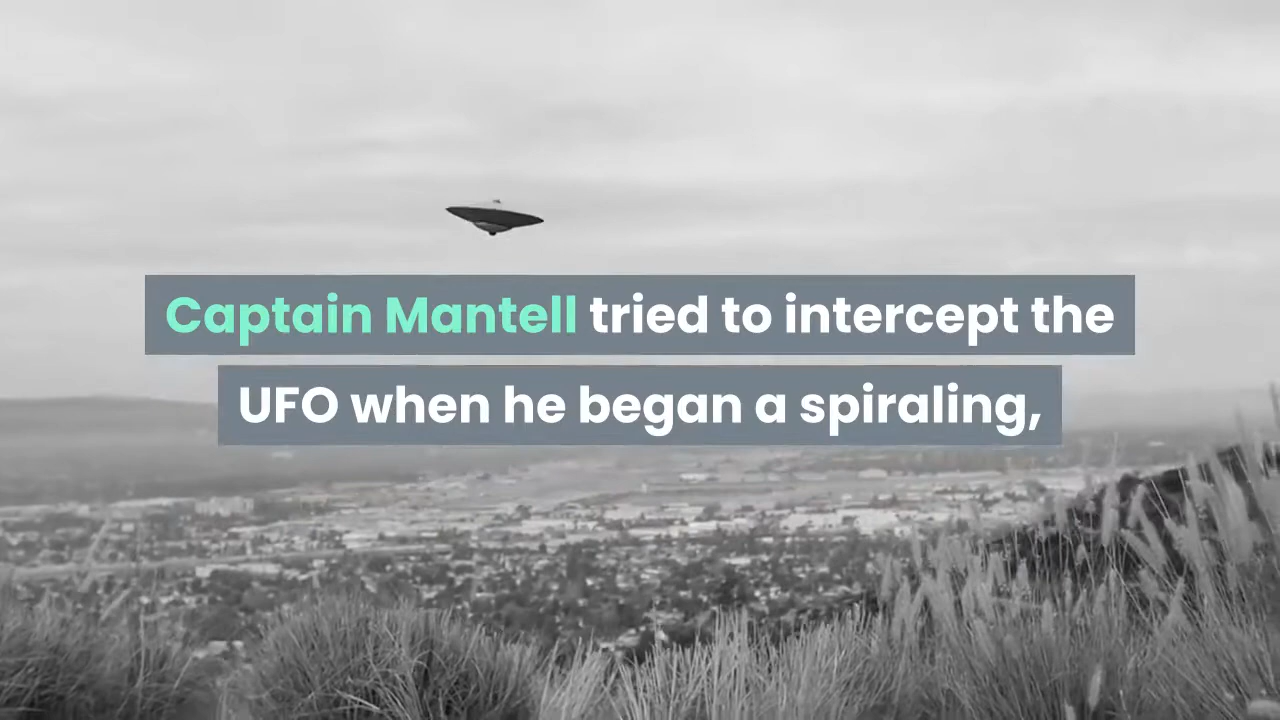 Captain Mantell tried to intercept the
UFO when he began a spiraling,